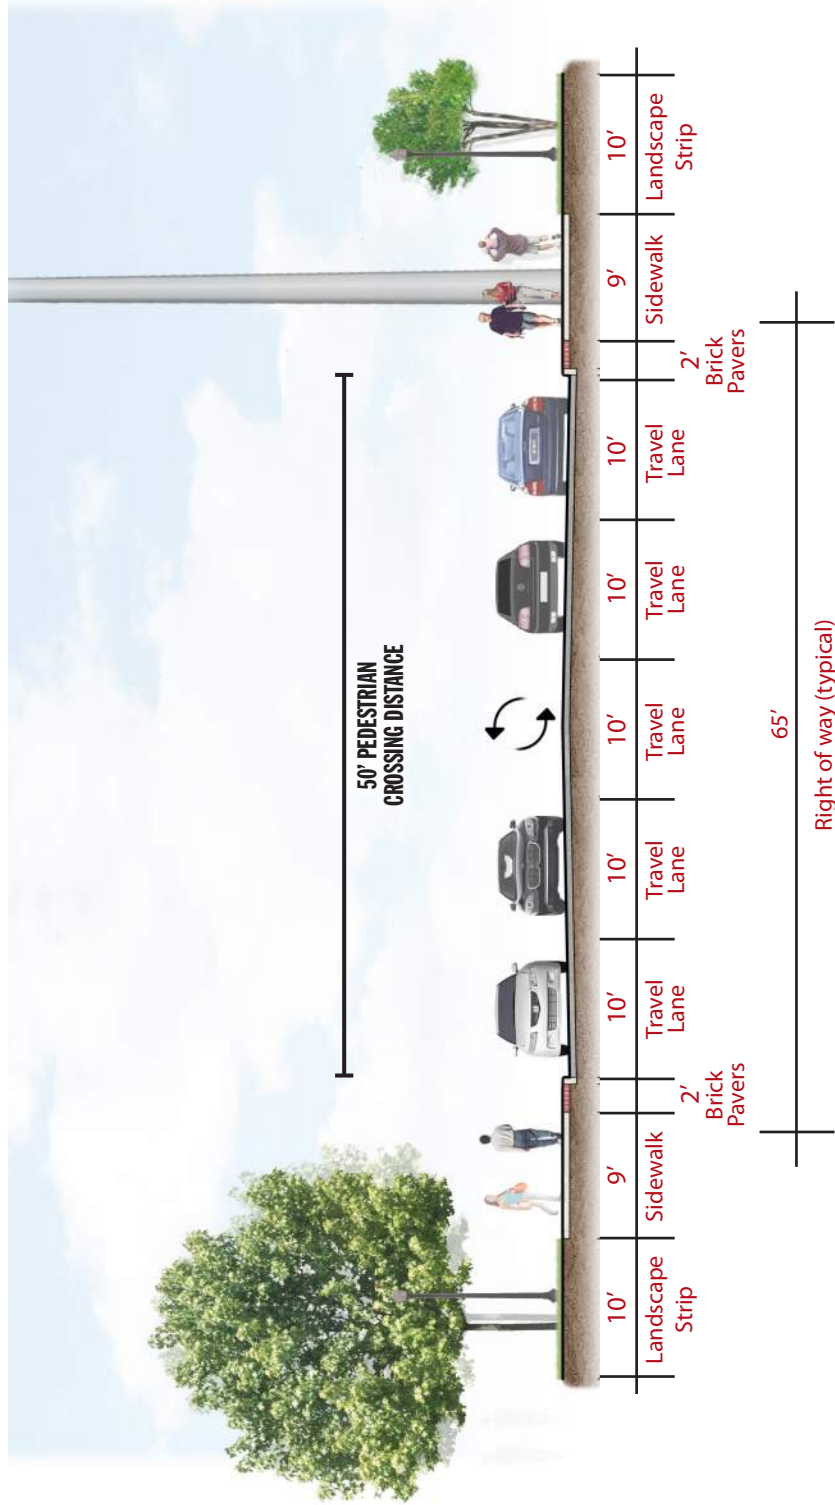 50’ PEDESTRIAN
CROSSING DISTANCE
10’
Landscape
Strip
9’
Sidewalk
2’
Brick
Pavers
10’
Travel
Lane
10’
Travel
Lane
10’
Travel
Lane
10’
Travel
Lane
10’
Travel
Lane
2’
Brick
Pavers
9’
Sidewalk
10’
Landscape
Strip
65’
Right of way (typical)